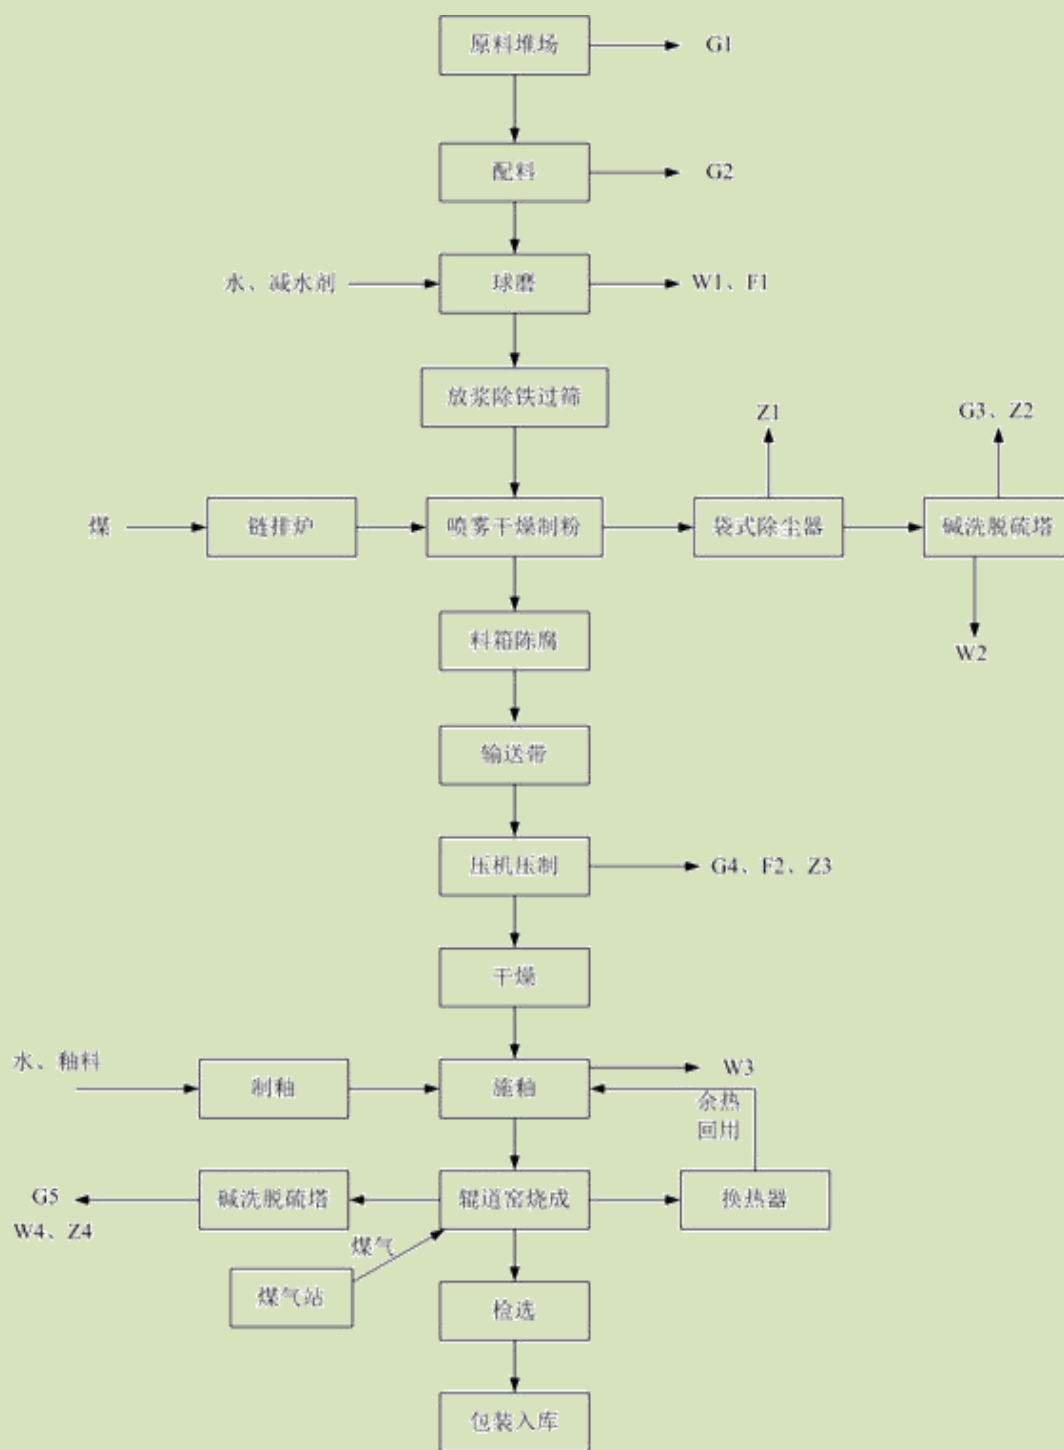 原料堆场
G1
配料
G2
水、减水剂
球磨
W1、F1
放浆除铁过筛
Z1
G3、Z2
煤
链排炉
喷雾干燥制粉
袋式除尘器
碱洗脱硫塔
料箱陈腐
W2
输送带
压机压制
G4、F2、Z3
干燥
水、釉料
制釉
施釉
W3
余热
回用
G5
W4、Z4
碱洗脱硫塔
辊道窑烧成
换热器
煤气
煤气站
检选
包装入库